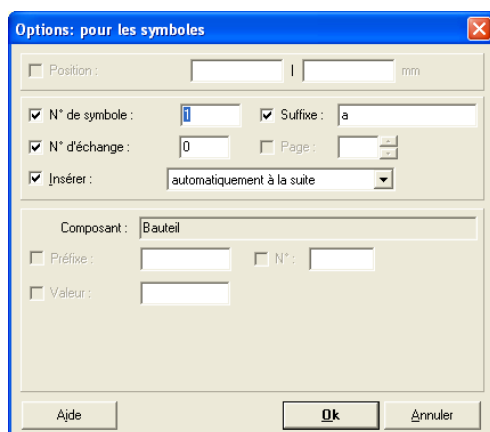 Options: pour les symboles
Position : | mm
N° de symbole : 1 Suffixe : a
N° d'échange : 0 Page :
Insérer : automatiquement à la suite
Composant : Bauteil
Préfixe : N° :
Valeur :
Aide Ok Annuler